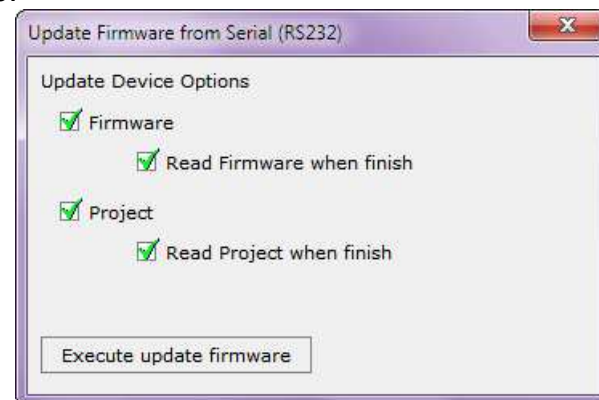 Update Firmware from Serial (RS232)
Update Device Options
Firmware
Read Firmware when finish
Project
Read Project when finish
Execute update firmware